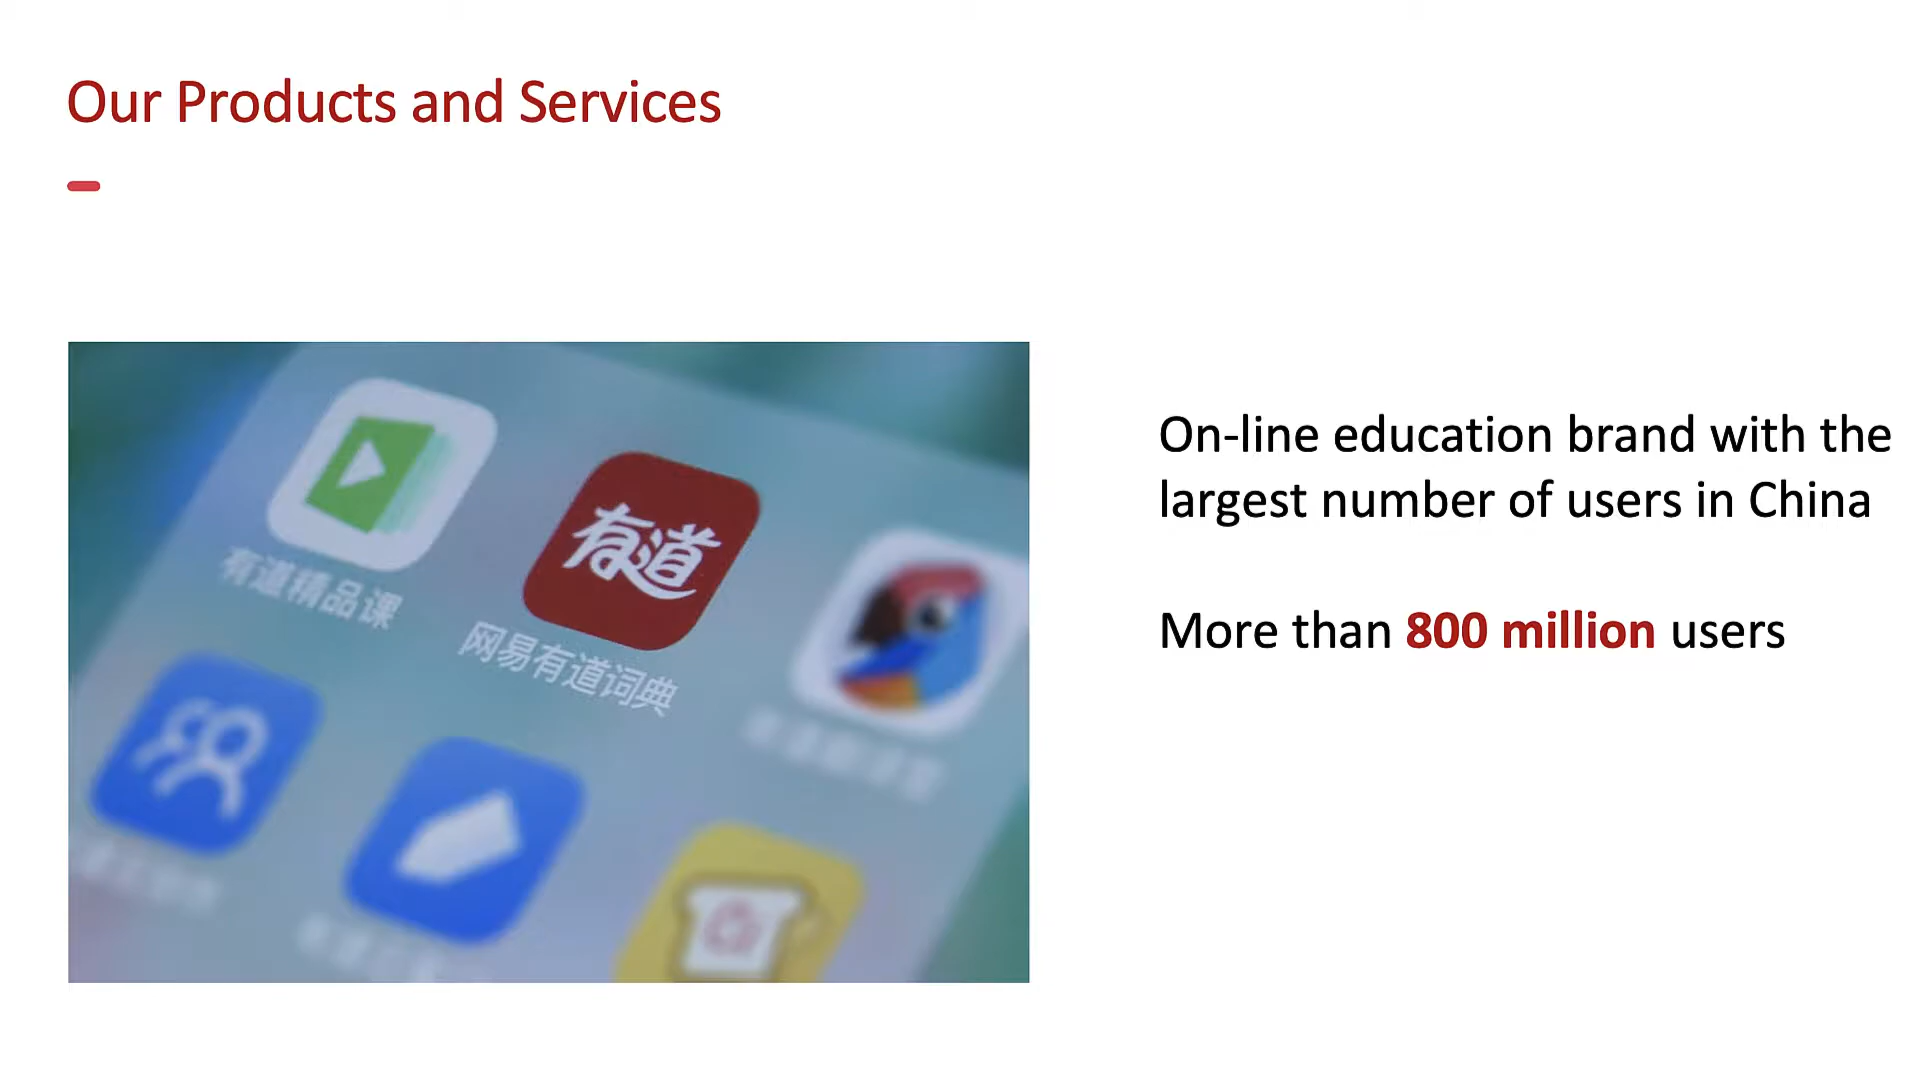 Our Products and Services
有道精品课
有道
网易有道词典
On-line education brand with the
largest number of users in China
More than 800 million users